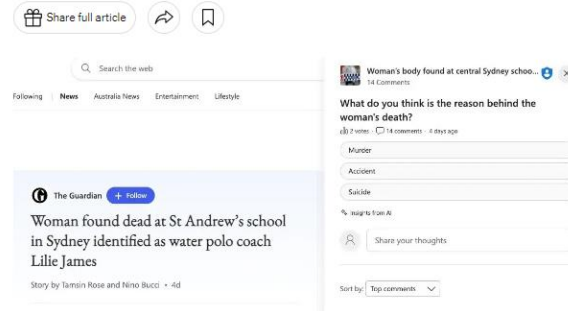 Share full article
Search the web
Following News Australia News Entertainment Lifestyle
The Guardian + Follow
Woman found dead at St Andrew's school
in Sydney identified as water polo coach
Lilie James
Story by Tamsin Rose and Nino Bucci • 4d
Woman's body found at central Sydney schoo...
14 Comments
What do you think is the reason behind the
woman's death?
2 votes · 14 comments · 4 days ago
Murder
Accident
Suicide
Insights from AI
Share your thoughts
Sort by: Top comments